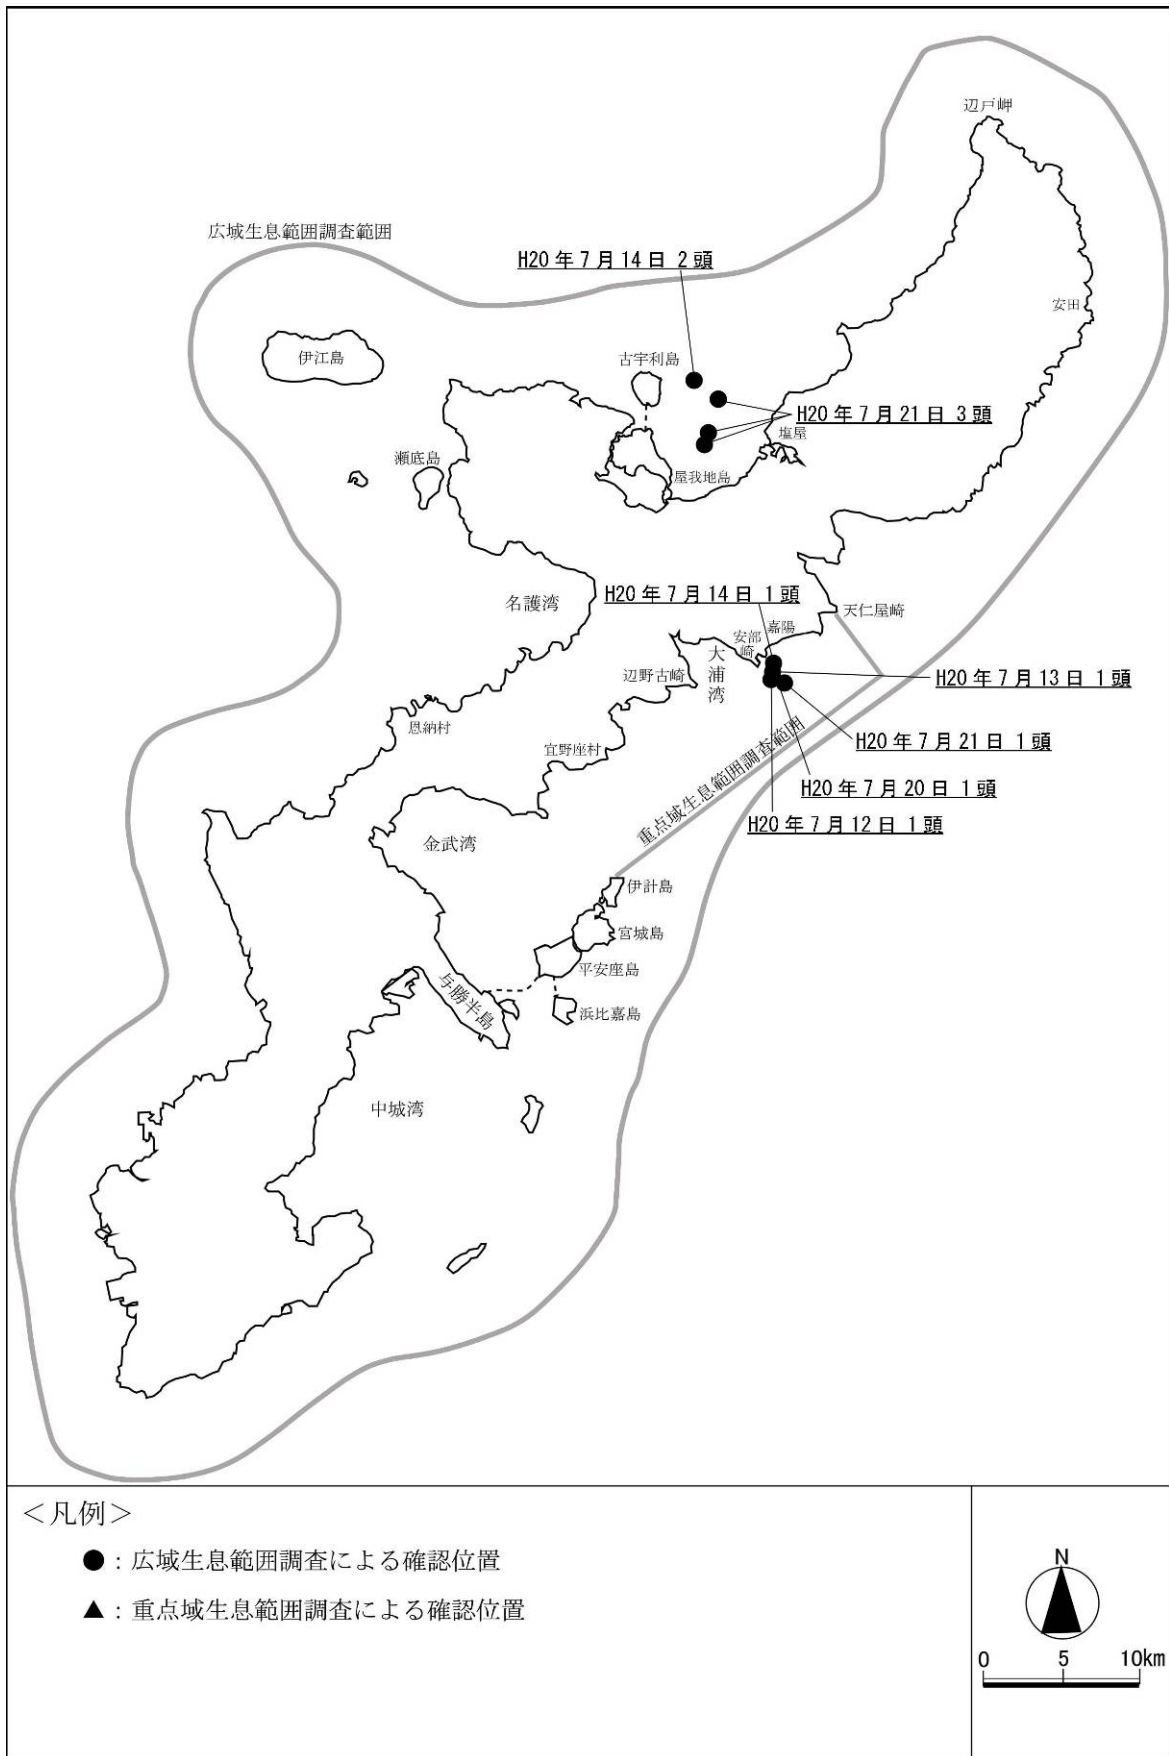 辺戸岬
広域生息範囲調査範囲
H20年7月14日 2頭
安田
伊江島
古宇利島
H20年7月21日 3頭
塩屋
瀬底島
屋我地島
H20年7月14日 1頭
名護湾
天仁屋崎
嘉陽
安部
崎
大浦湾
辺野古崎
H20年7月13日 1頭
恩納村
宜野座村
H20年7月21日 1頭
重点域生息範囲調査範囲
H20年7月20日 1頭
H20年7月12日 1頭
金武湾
伊計島
宮城島
平安座島
与勝半島
浜比嘉島
中城湾
<凡例>
●:広域生息範囲調査による確認位置
▲:重点域生息範囲調査による確認位置
N
0 5 10km